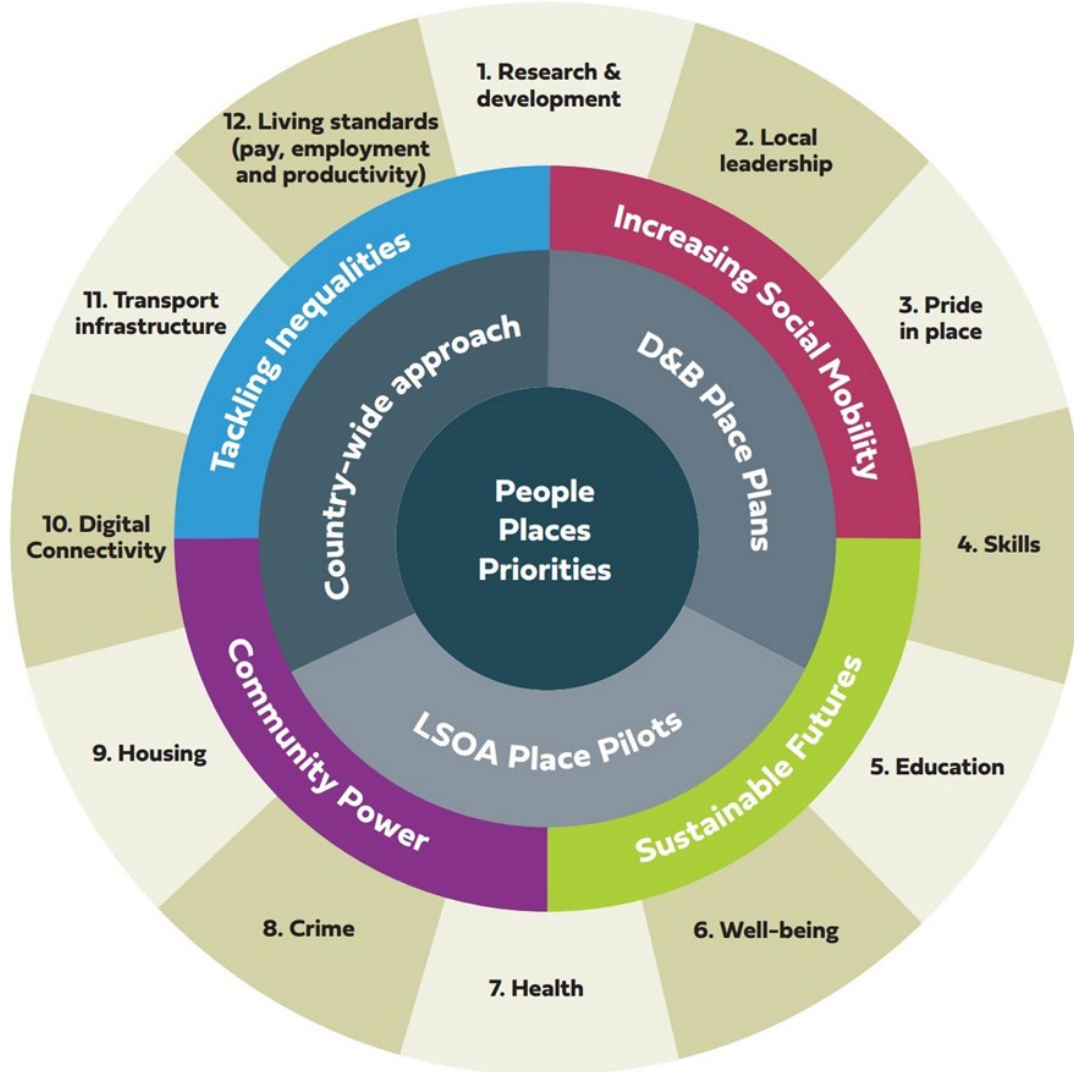 1. Research &
development
2. Local
leadership
3. Pride
in place
4. Skills
5. Education
6. Well-being
7. Health
8. Crime
9. Housing
10. Digital
Connectivity
11. Transport
infrastructure
12. Living standards
(pay, employment
and productivity)
Tackling Inequalities
Increasing Social Mobility
Sustainable Futures
Community Power
Country-wide approach
D&B Place Plans
LSOA Place Pilots
People
Places
Priorities